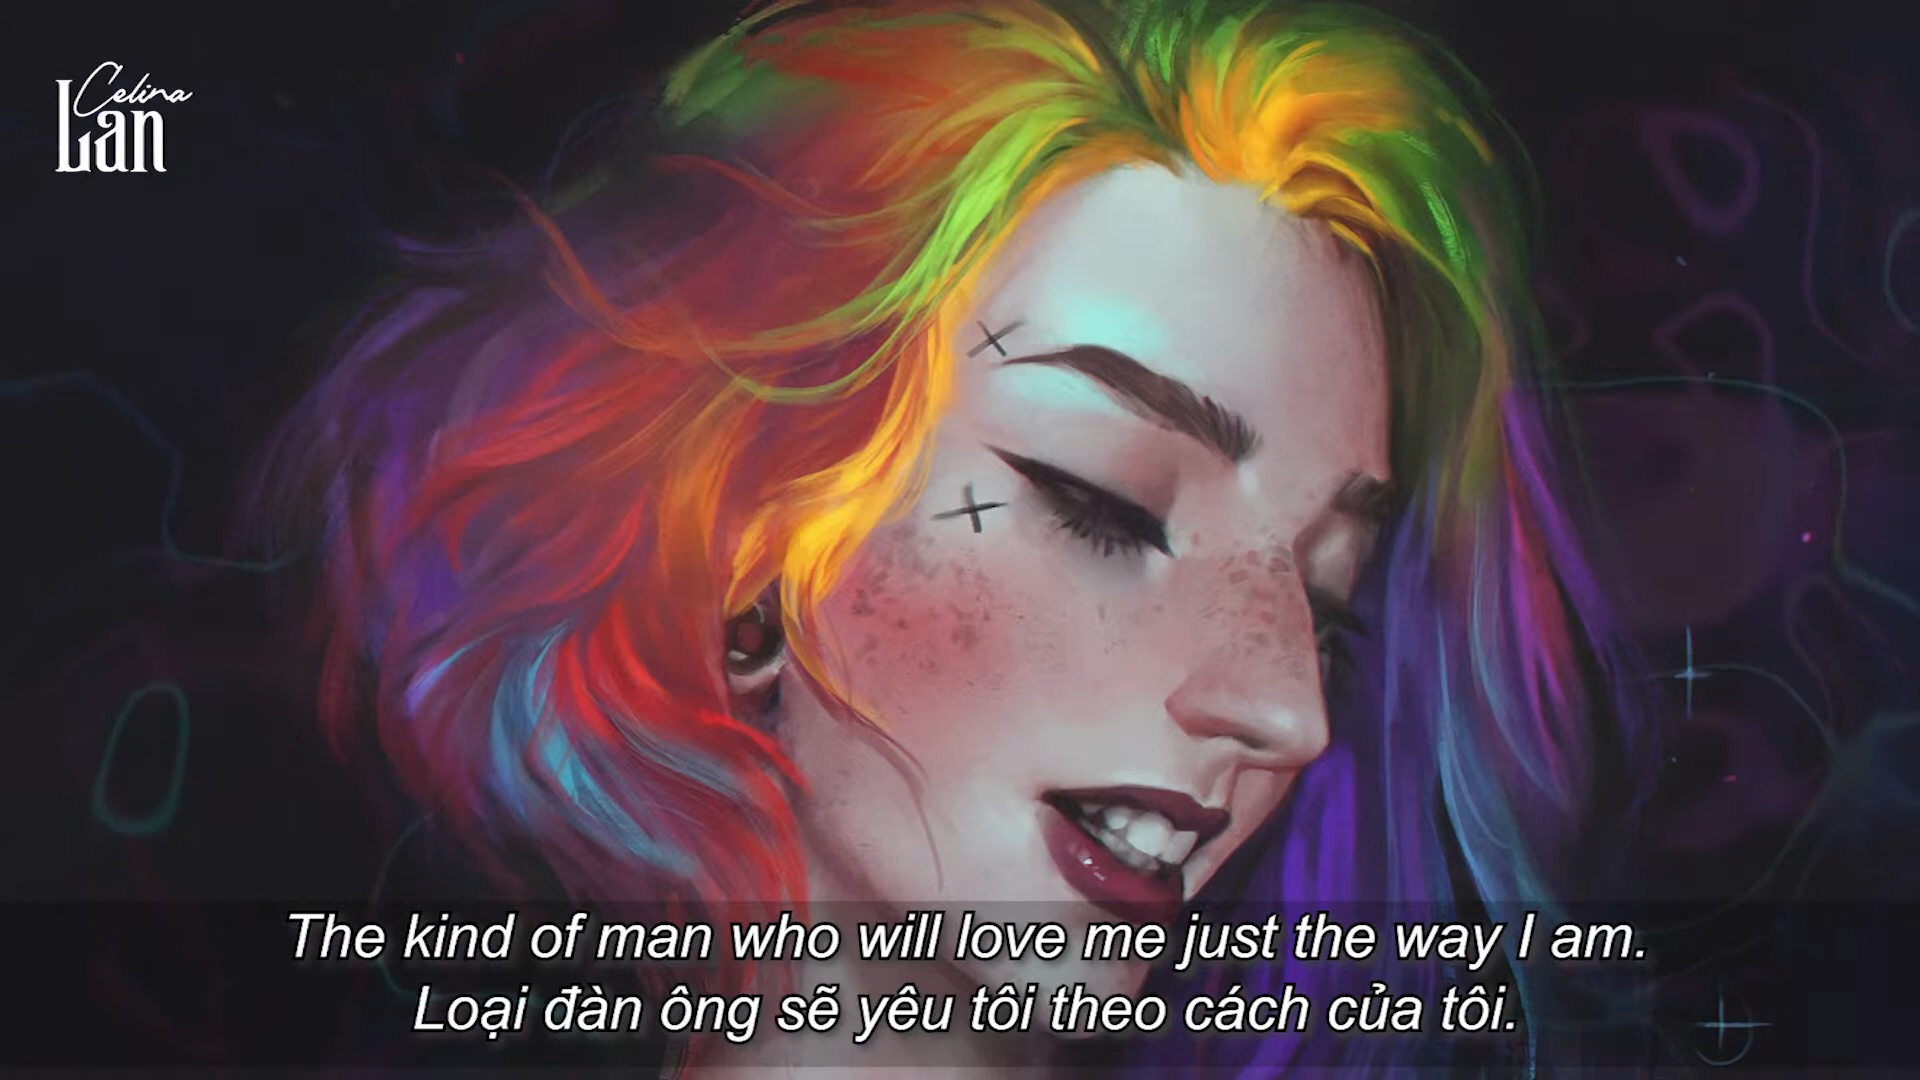 Celina
Lan
The kind of man who will love me just the way I am.
Loại đàn ông sẽ yêu tôi theo cách của tôi.